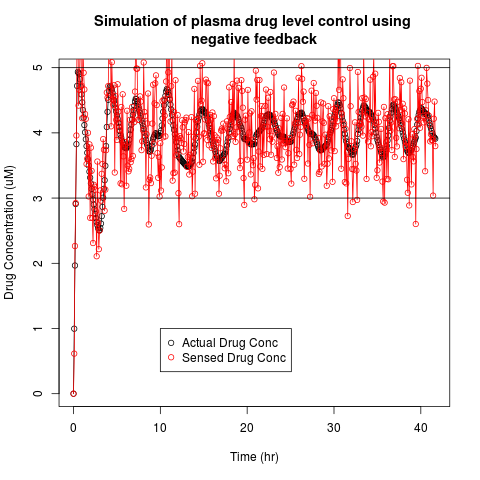 Simulation of plasma drug level control using
negative feedback
5
4
3
2
1
0
Drug Concentration (uM)
Actual Drug Conc
Sensed Drug Conc
0 10 20 30 40
Time (hr)